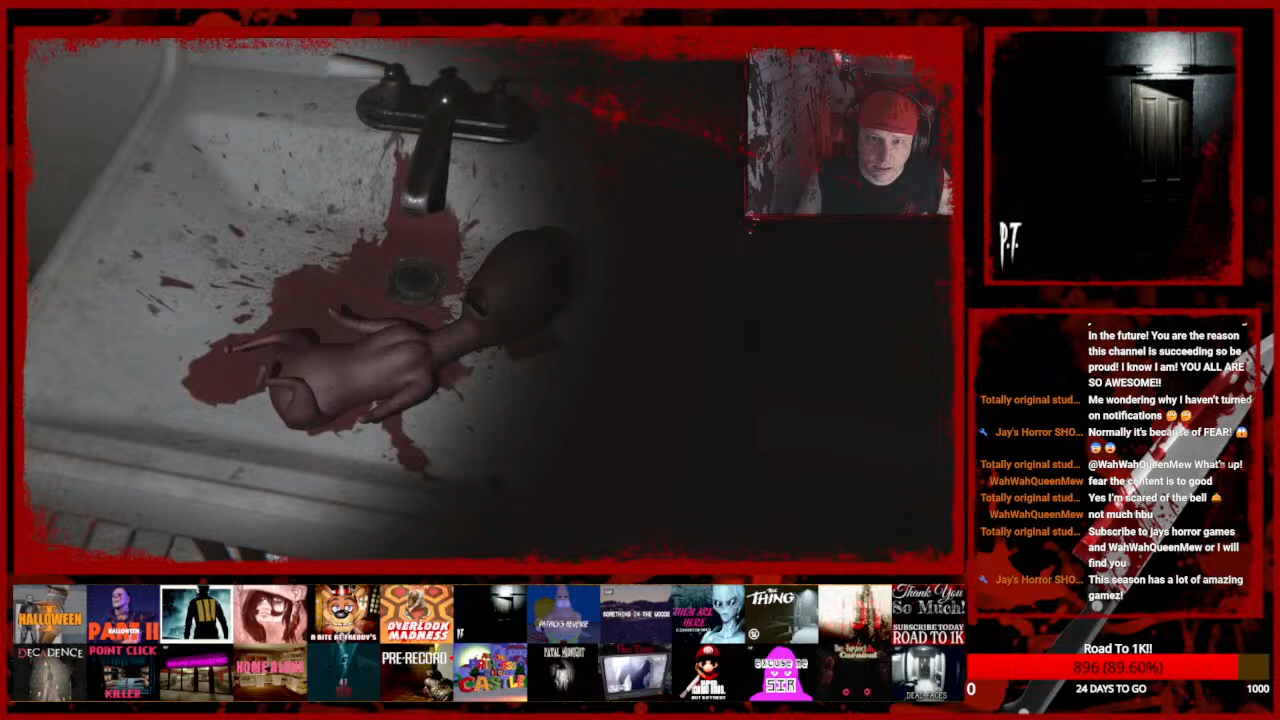 P.T.
in the future! You are the reason
this channel is succeeding so be
proud! I know I am! YOU ALL ARE
SO AWESOME!!
Totally original stud... Me wondering why I haven't turned
on notifications
Jay's Horror SHO... Normally it's because of FEAR!
Totally original stud... @WahWahQueenMew What's up!
WahWahQueenMew fear the content is to good
Totally original stud... Yes I'm scared of the bell
WahWahQueenMew not much hbu
Totally original stud... Subscribe to jays horror games
and WahWahQueenMew or I will
find you
Jay's Horror SHO... This season has a lot of amazing
gamez!
Road To 1K!!
896 (89.60%)
0 24 DAYS TO GO 1000
HALLOWEEN
HALLOWEEN
PART II
A BITE AT FREDDY'S
OVERLOOK
MADNESS
PATRICK'S REVENGE
SOMETHING IN THE WOODS
THEY ARE
HERE
THE
THING
Thank You
So Much!
SUBSCRIBE TODAY
ROAD TO 1K
DECADENCE
POINT CLICK
KILLER
HOME ALONE
PRE-RECORD
CASTLE
FATAL MIDNIGHT
EXCUSE ME
SIR
Carnival
DEAD FACES